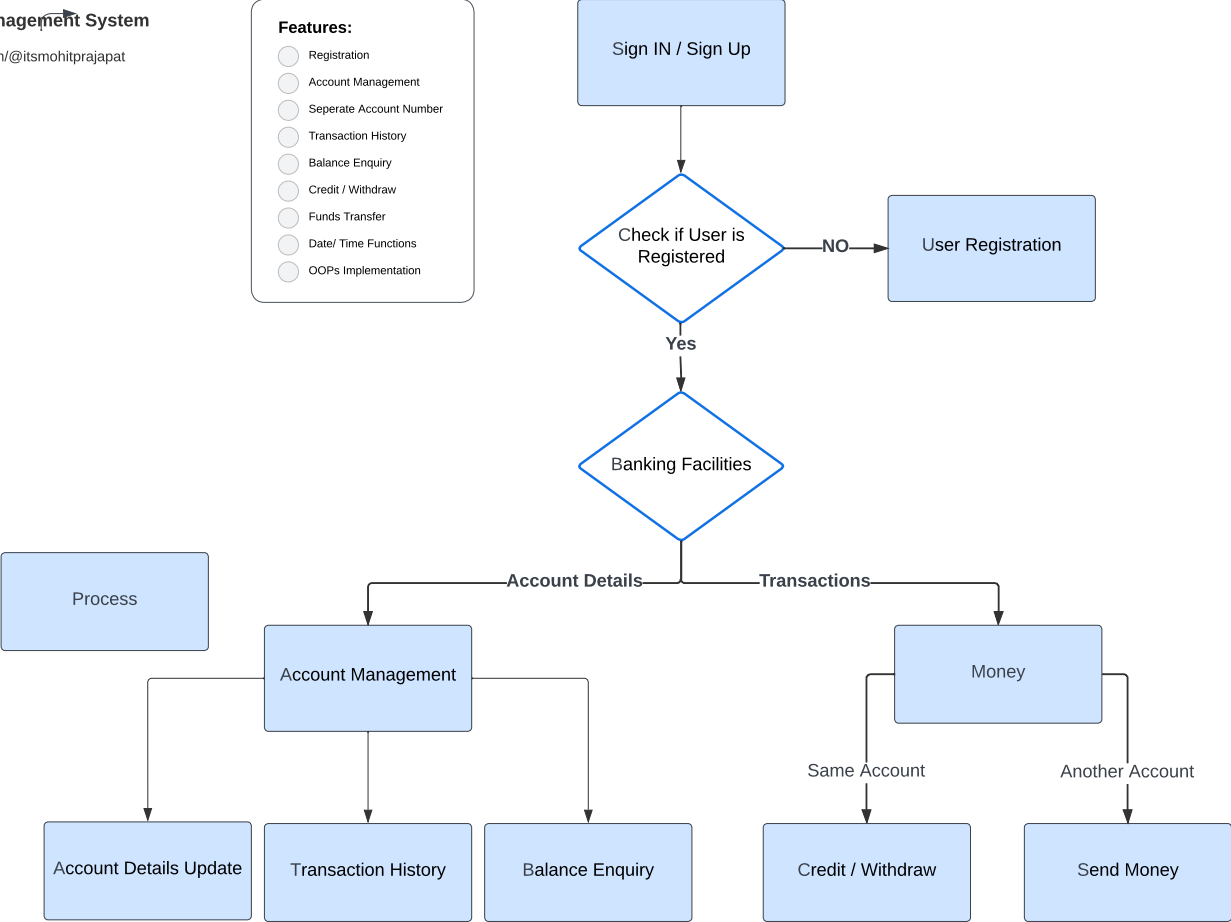 nagement System
/@itsmohitprajapat
Features:
Registration
Account Management
Seperate Account Number
Transaction History
Balance Enquiry
Credit / Withdraw
Funds Transfer
Date/ Time Functions
OOPs Implementation
Sign IN / Sign Up
Check if User is
Registered
NO
User Registration
Yes
Banking Facilities
Account Details
Transactions
Process
Account Management
Money
Same Account
Another Account
Account Details Update
Transaction History
Balance Enquiry
Credit / Withdraw
Send Money